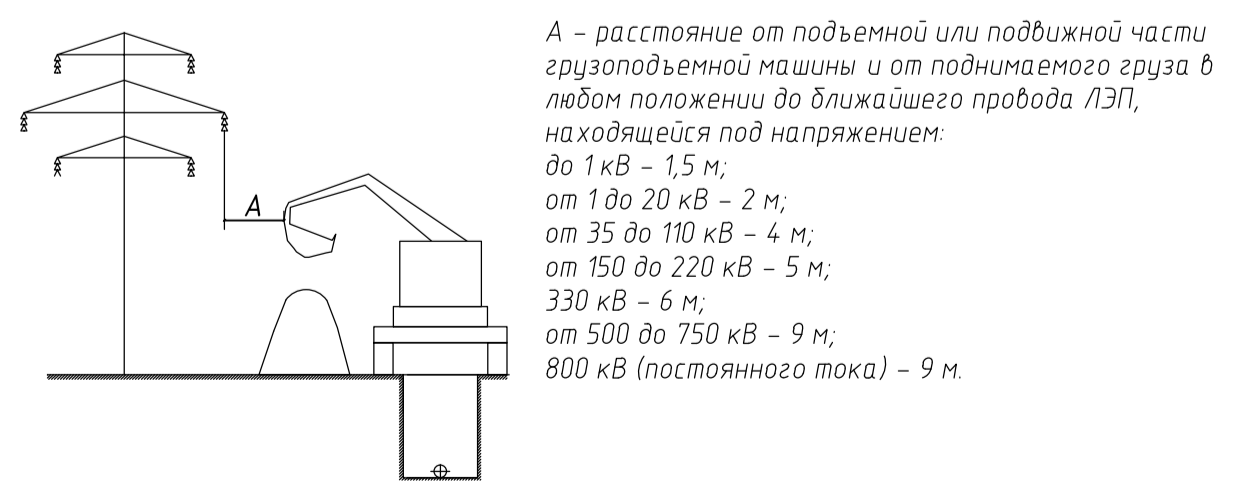 А – расстояние от подъемной или подвижной части
грузоподъемной машины и от поднимаемого груза в
любом положении до ближайшего провода ЛЭП,
находящейся под напряжением:
до 1 кВ – 1,5 м;
от 1 до 20 кВ – 2 м;
от 35 до 110 кВ – 4 м;
от 150 до 220 кВ – 5 м;
330 кВ – 6 м;
от 500 до 750 кВ – 9 м;
800 кВ (постоянного тока) – 9 м.
А